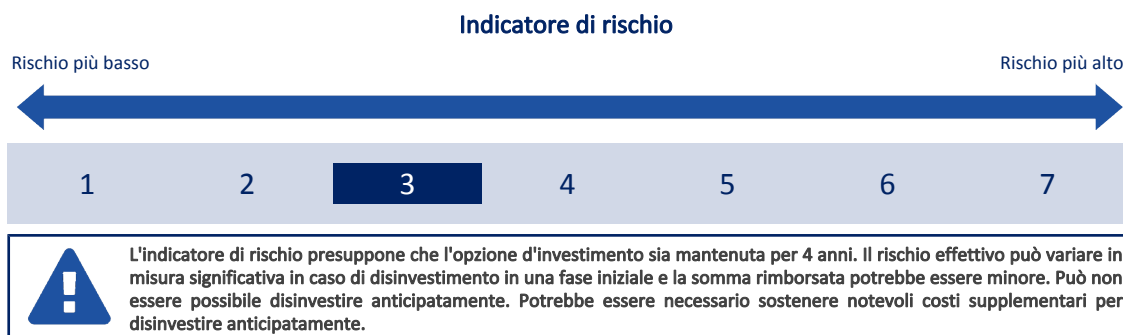 Indicatore di rischio
Rischio più basso
Rischio più alto
1 2 3 4 5 6 7
L'indicatore di rischio presuppone che l'opzione d'investimento sia mantenuta per 4 anni. Il rischio effettivo può variare in
misura significativa in caso di disinvestimento in una fase iniziale e la somma rimborsata potrebbe essere minore. Può non
essere possibile disinvestire anticipatamente. Potrebbe essere necessario sostenere notevoli costi supplementari per
disinvestire anticipatamente.